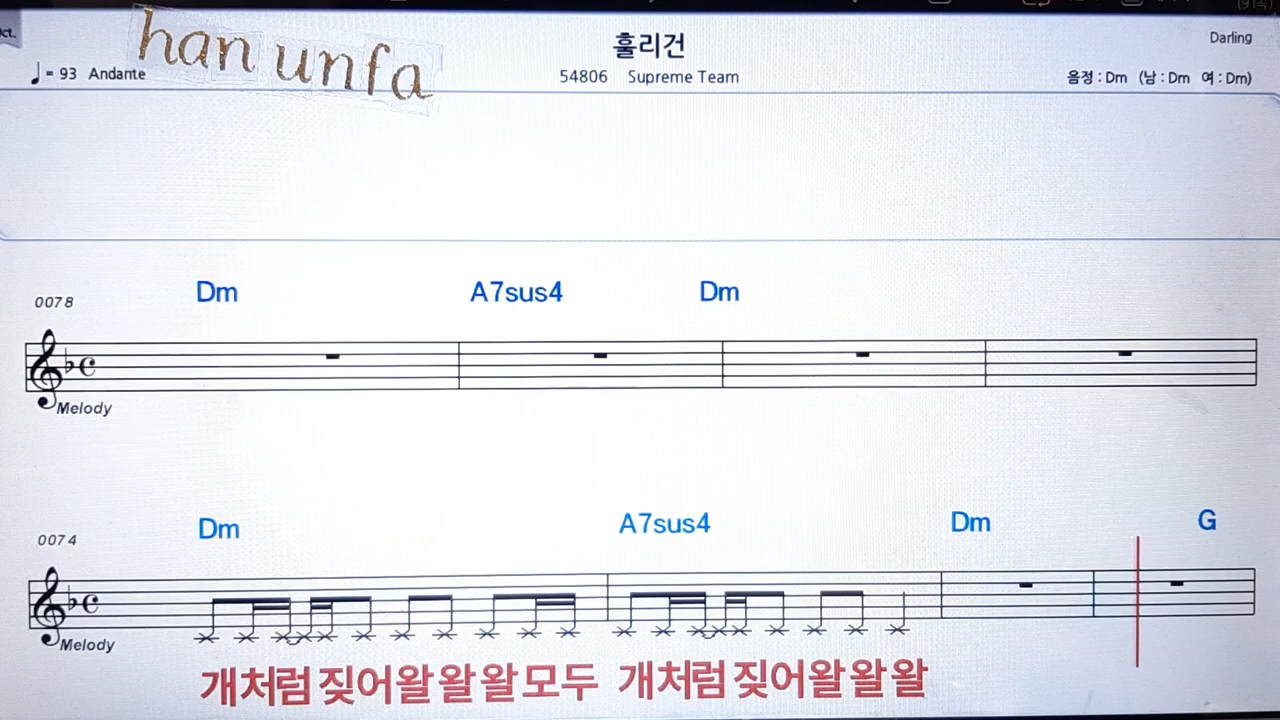 ct.
han unfa
훌리건
Darling
♩= 93 Andante
54806 Supreme Team
음정 : Dm (남 : Dm 여 : Dm)
Dm A7sus4 Dm
0078
Melody
Dm A7sus4 Dm G
0074
Melody
개처럼 짖어 왈 왈 왈 모두 개처럼 짖어 왈 왈 왈